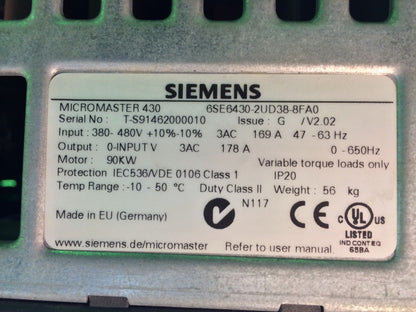 SIEMENS
MICROMASTER 430 6SE6430-2UD38-8FA0
Serial No : T-S91462000010 Issue : G / V2.02
Input : 380- 480V +10%-10% 3AC 169 A 47 - 63 Hz
Output : 0-INPUT V 3AC 178 A 0 - 650Hz
Motor : 90KW Variable torque loads only
Protection IEC536/VDE 0106 Class 1 IP20
Temp Range : -10 - 50 °C Duty Class II Weight : 56 kg
N117
Made in EU (Germany)
C UL US
LISTED
IND CONT EQ
65BA
www.siemens.de/micromaster Refer to user manual